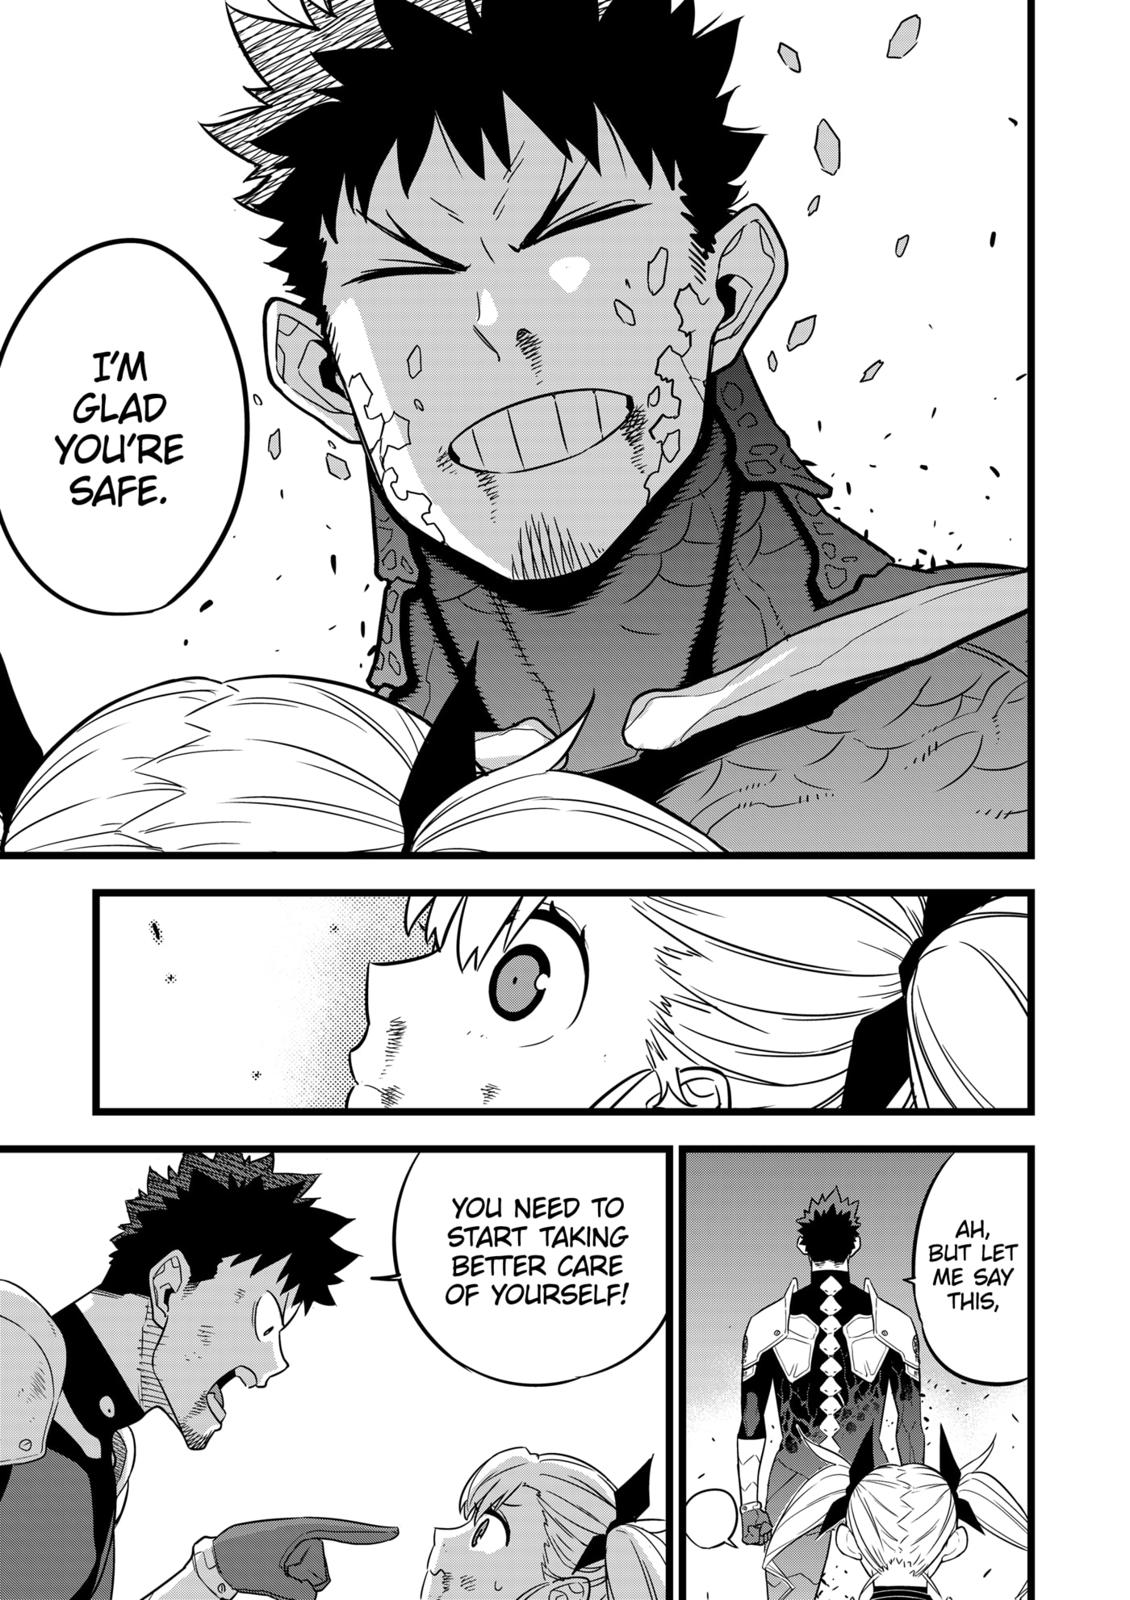 I'M
GLAD
YOU'RE
SAFE.
AH,
BUT LET
ME SAY
THIS,
YOU NEED TO
START TAKING
BETTER CARE
OF YOURSELF!